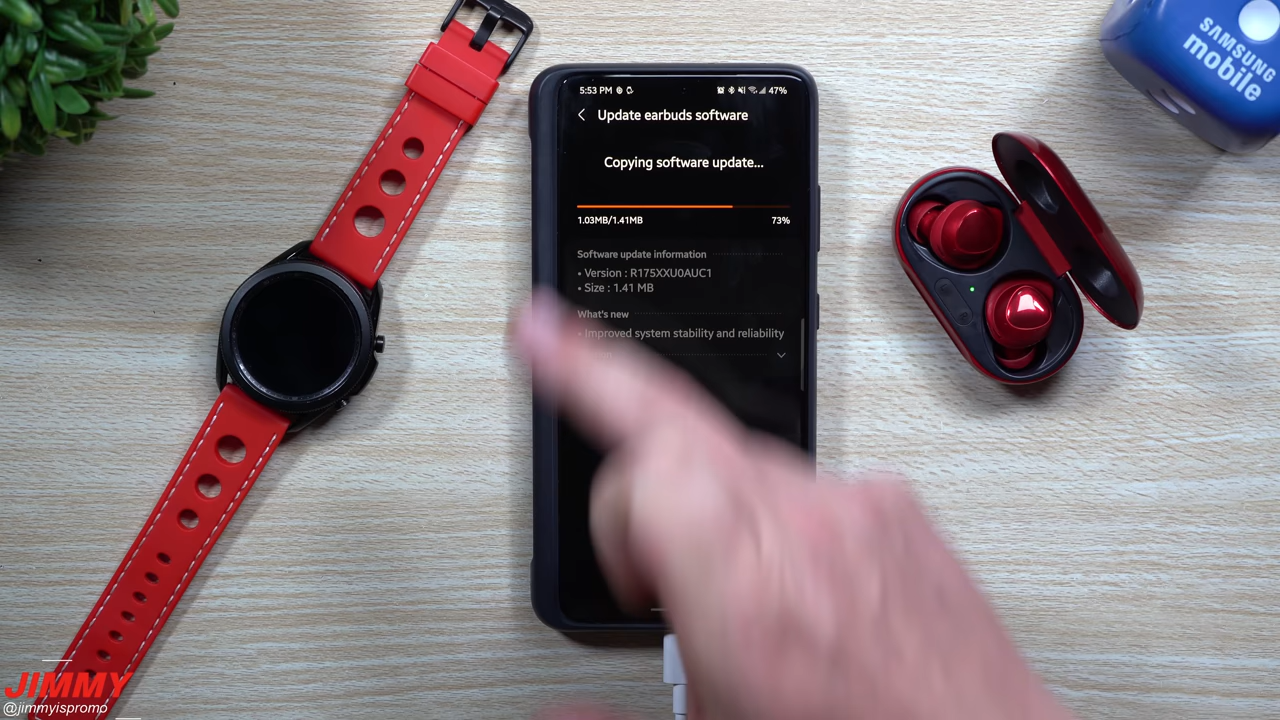 5:53 PM
47%
Update earbuds software
Copying software update...
1.03MB/1.41MB
73%
Software update information
• Version : R175XXU0AUC1
• Size : 1.41 MB
What's new
• Improved system stability and reliability
SAMSUNG
mobile
JIMMY
@jimmyispromo